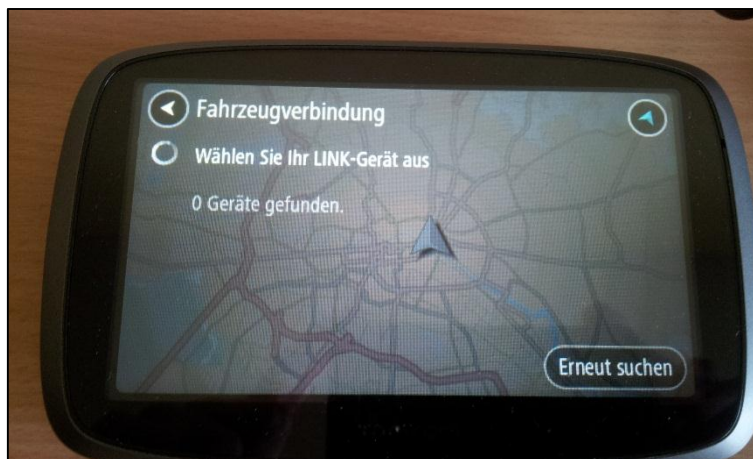 Fahrzeugverbindung
Wählen Sie Ihr LINK-Gerät aus
0 Geräte gefunden.
Erneut suchen